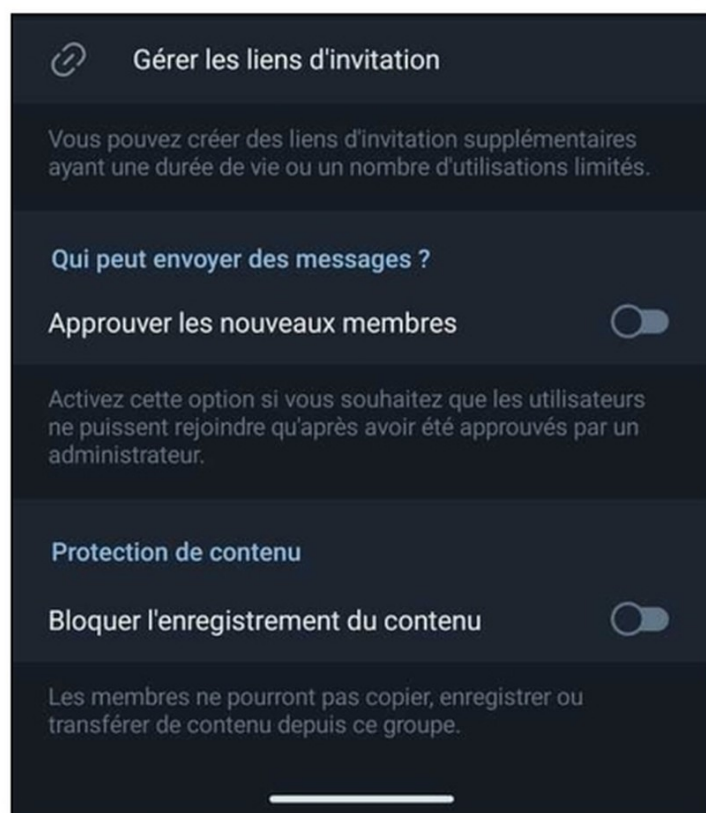 Gérer les liens d'invitation
Vous pouvez créer des liens d'invitation supplémentaires
ayant une durée de vie ou un nombre d'utilisations limités.
Qui peut envoyer des messages ?
Approuver les nouveaux membres
Activez cette option si vous souhaitez que les utilisateurs
ne puissent rejoindre qu'après avoir été approuvés par un
administrateur.
Protection de contenu
Bloquer l'enregistrement du contenu
Les membres ne pourront pas copier, enregistrer ou
transférer de contenu depuis ce groupe.